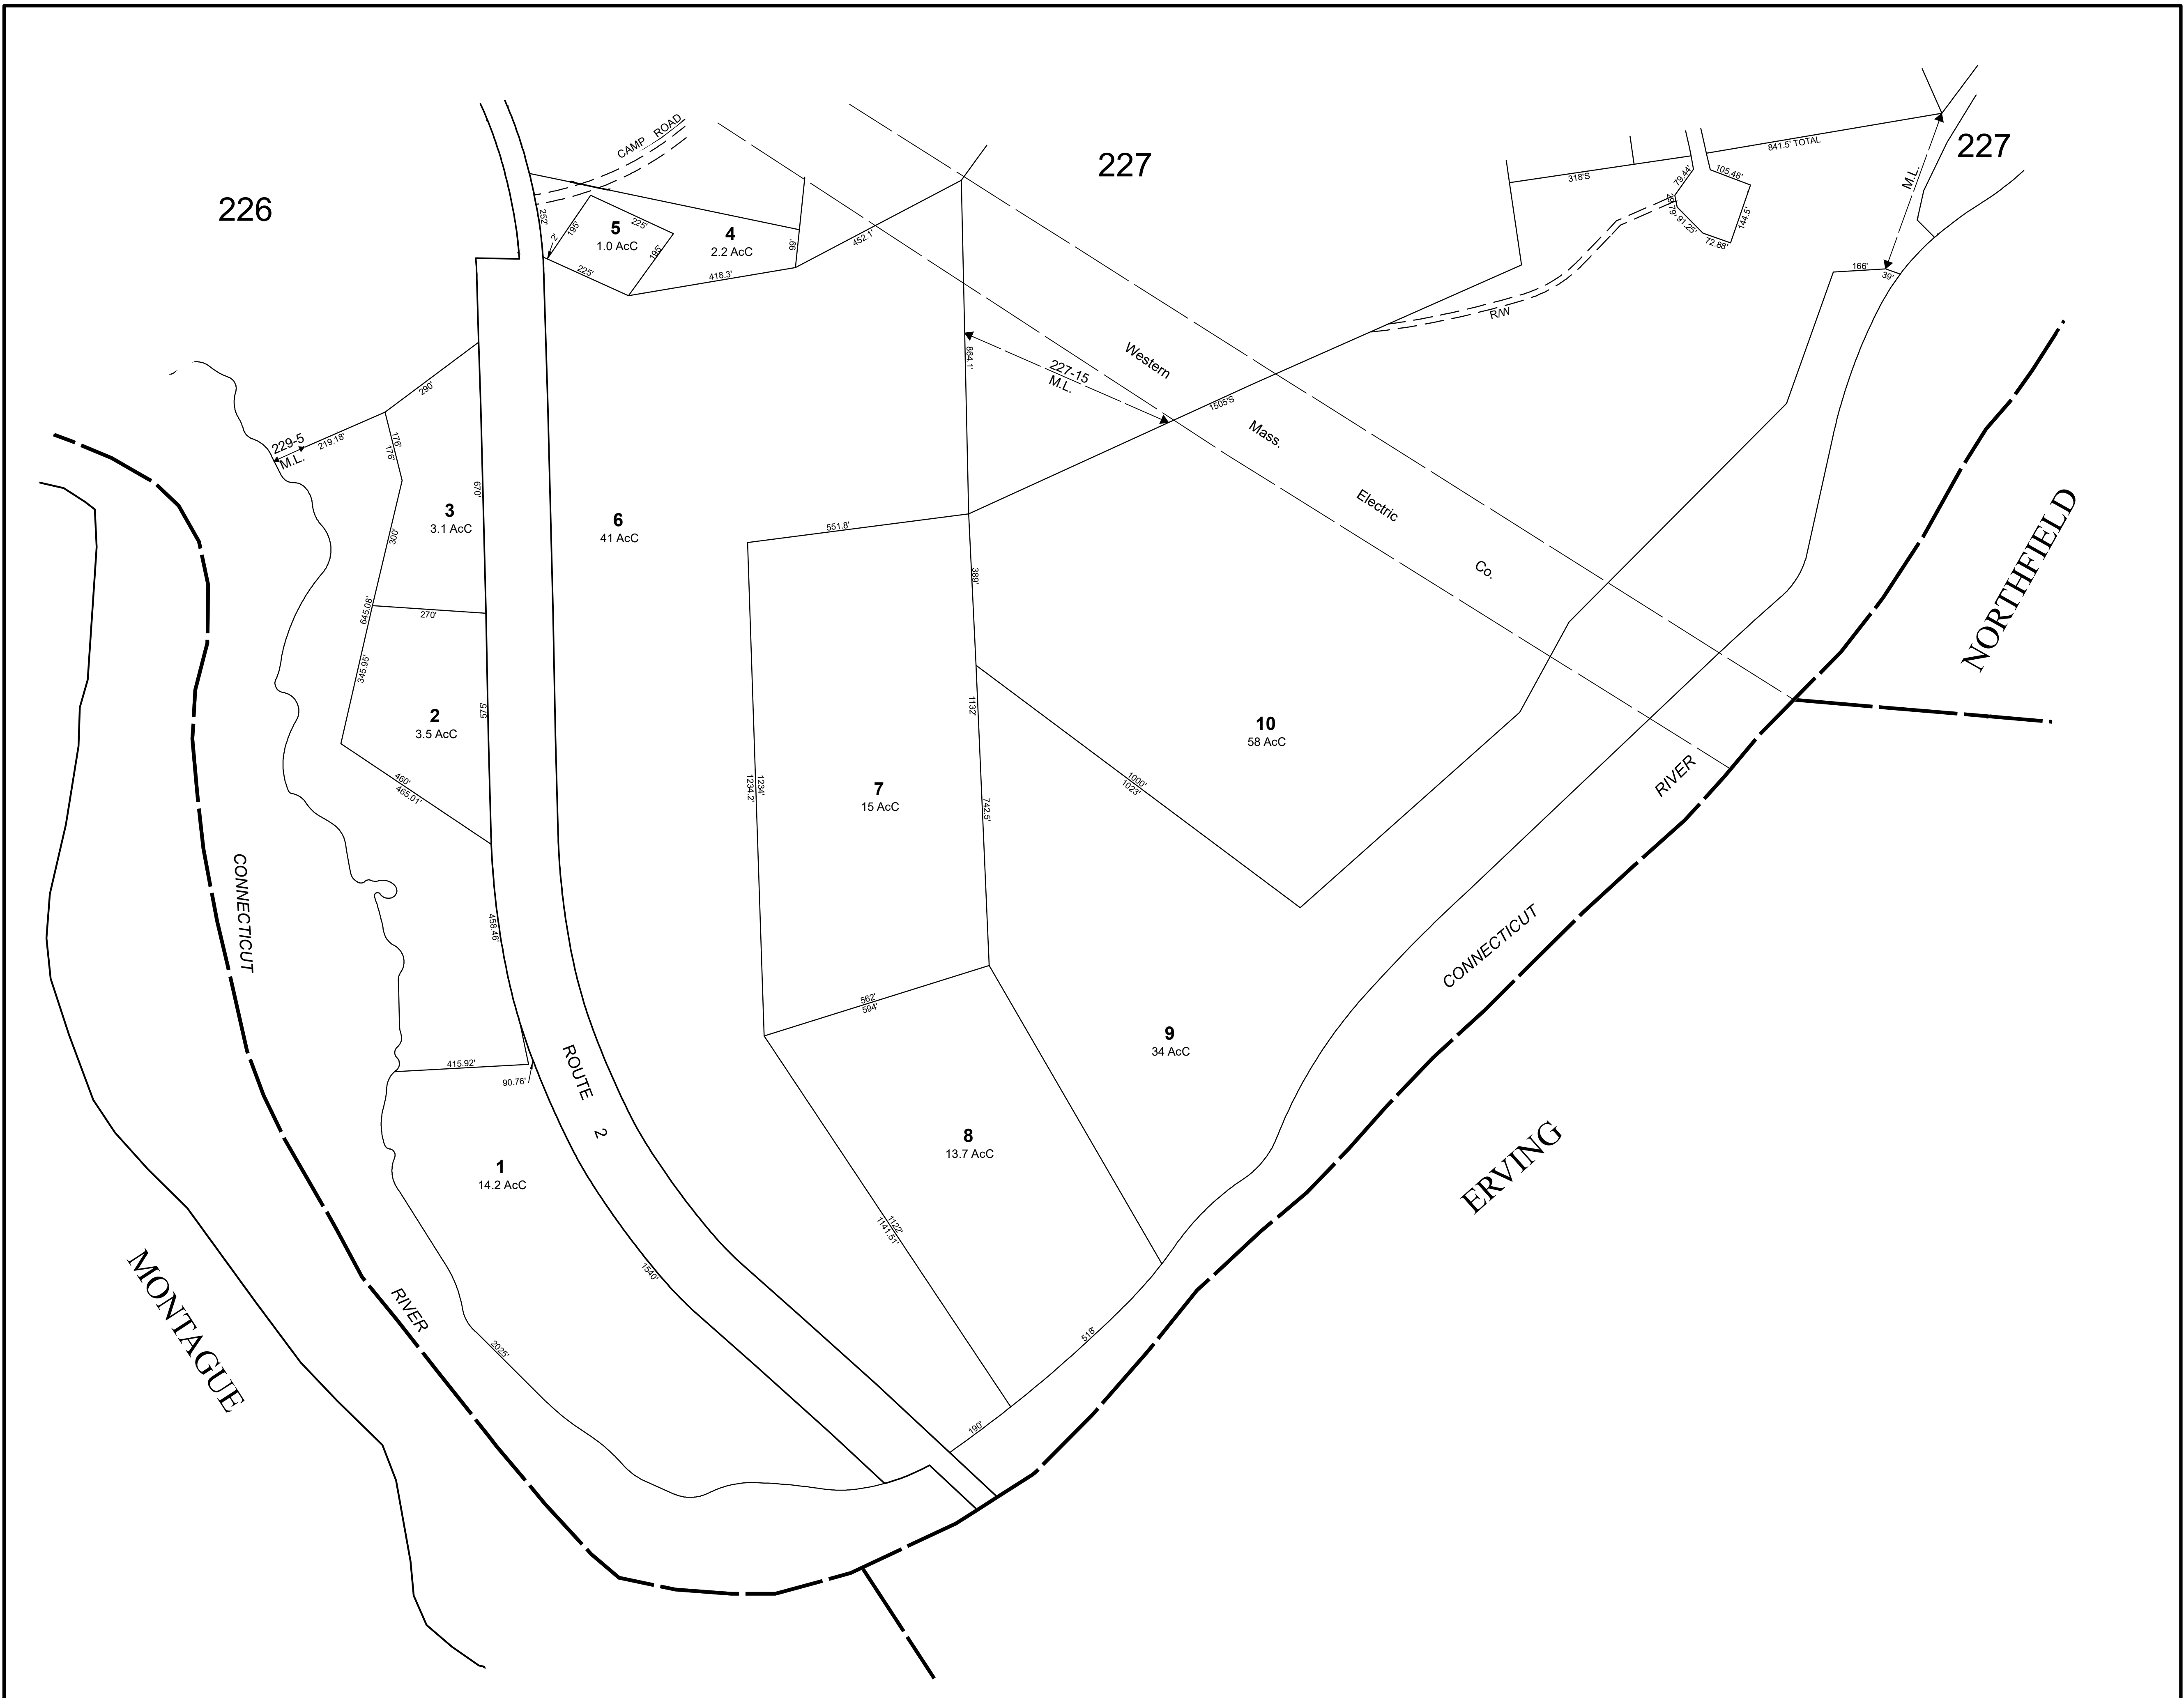 CAMP ROAD
227
227
841.5' TOTAL
M.L.
318'S
79.44'
105.48'
144.5'
91.25'
72.88'
226
252'
2'
195'
5
1.0 AcC
225'
195'
225'
4
2.2 AcC
66'
418.3'
452.1'
166'
39'
R/W
864.1'
227-15
M.L.
Western
Mass.
Electric
Co.
1505'S
290'
229-5
M.L.
219.18'
176'
176'
300'
3
3.1 AcC
670'
6
41 AcC
551.8'
389'
NORTHFIELD
645.08'
270'
345.95'
2
3.5 AcC
575'
460'
465.01'
1132'
10
58 AcC
1234'
1234.2'
7
15 AcC
742.5'
1000'
1023'
RIVER
CONNECTICUT
CONNECTICUT
458.46'
562'
594'
9
34 AcC
415.92'
90.76'
ROUTE 2
8
13.7 AcC
ERVING
1
14.2 AcC
1122'
1141.51'
1540'
MONTAGUE
RIVER
2025'
518'
190'